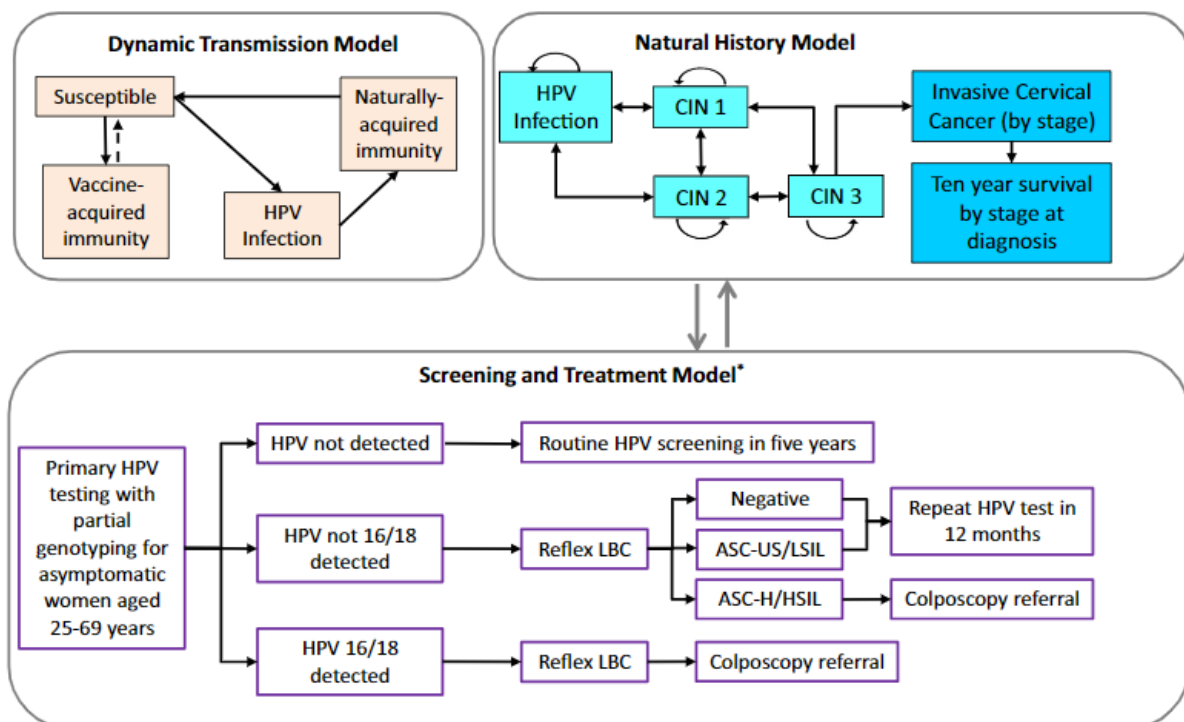 Dynamic Transmission Model
Susceptible
Naturally-
acquired
immunity
Vaccine-
acquired
immunity
HPV
Infection
Natural History Model
HPV
Infection
CIN 1
CIN 2
CIN 3
Invasive Cervical
Cancer (by stage)
Ten year survival
by stage at
diagnosis
Screening and Treatment Model*
Primary HPV
testing with
partial
genotyping for
asymptomatic
women aged
25-69 years
HPV not detected
Routine HPV screening in five years
HPV not 16/18
detected
Reflex LBC
Negative
ASC-US/LSIL
ASC-H/HSIL
Repeat HPV test in
12 months
Colposcopy referral
HPV 16/18
detected
Reflex LBC
Colposcopy referral